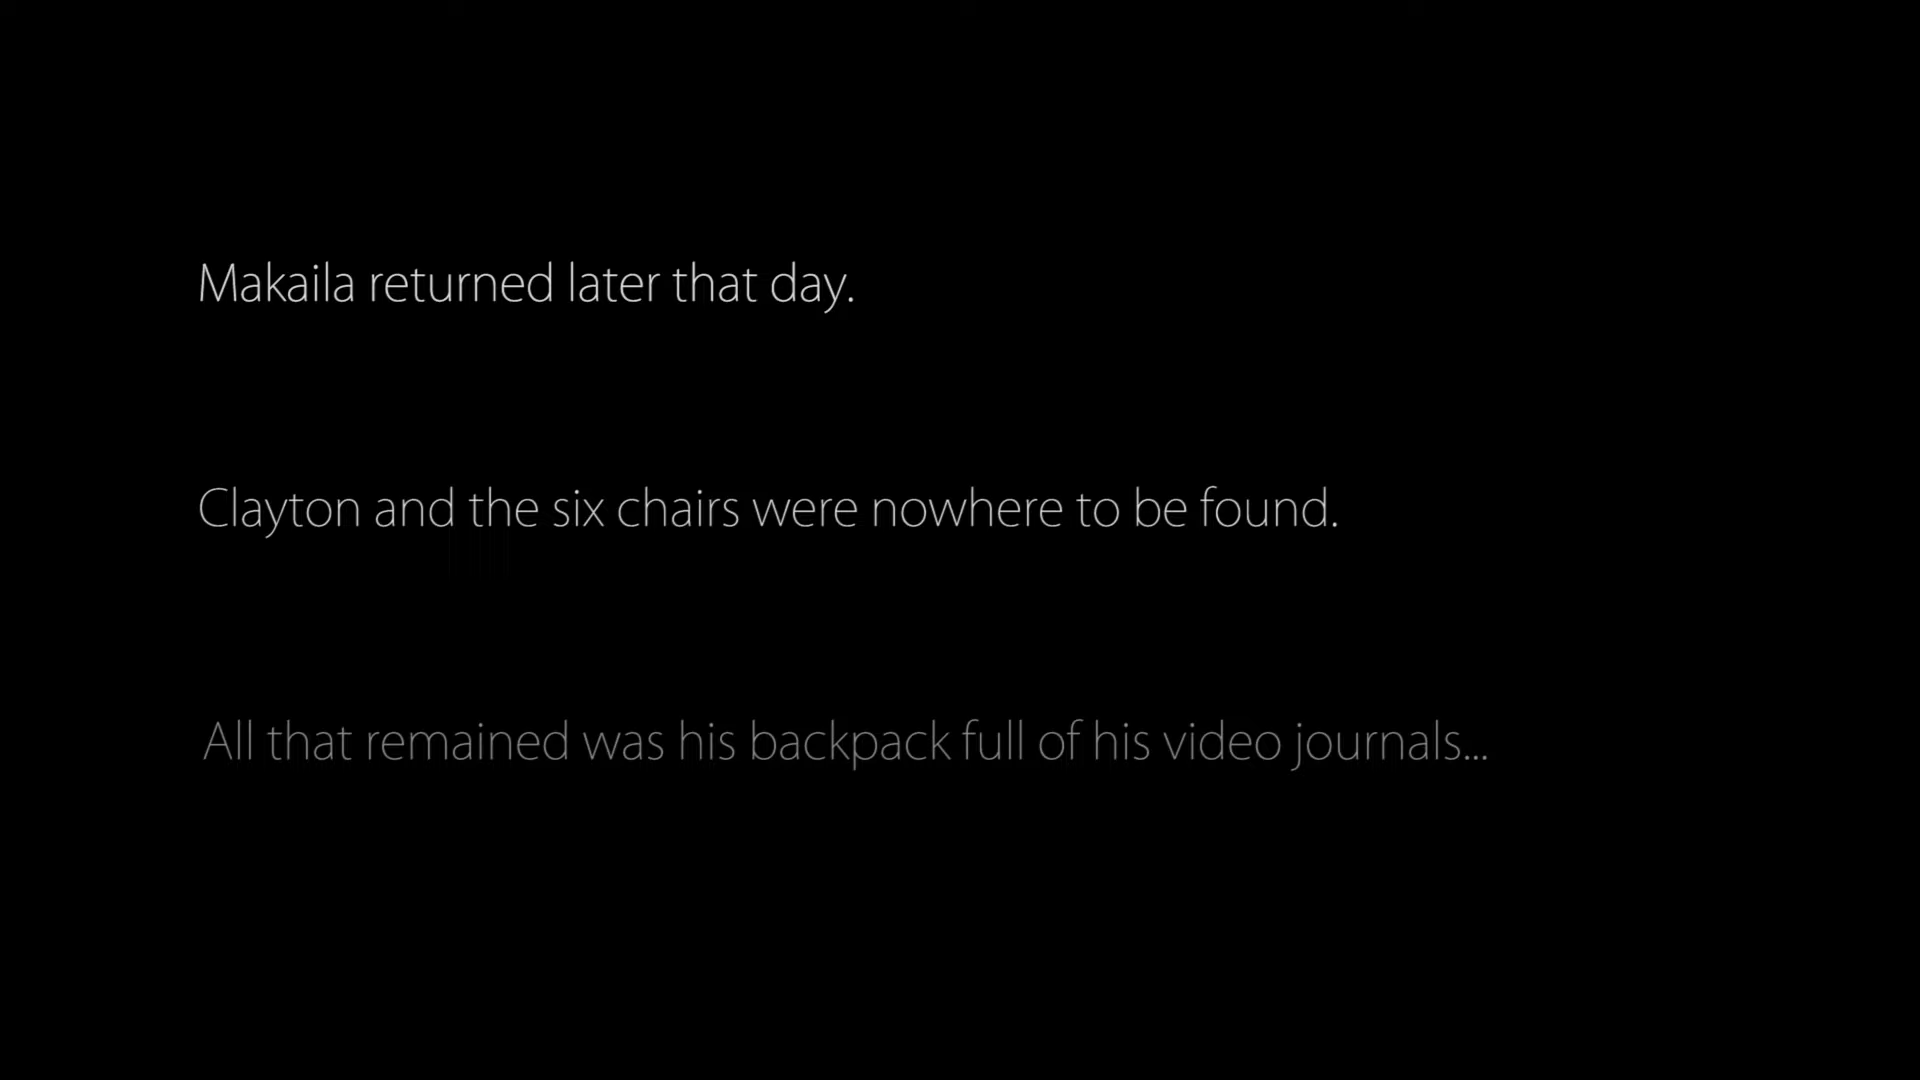 Makaila returned later that day.
Clayton and the six chairs were nowhere to be found.
All that remained was his backpack full of his video journals...